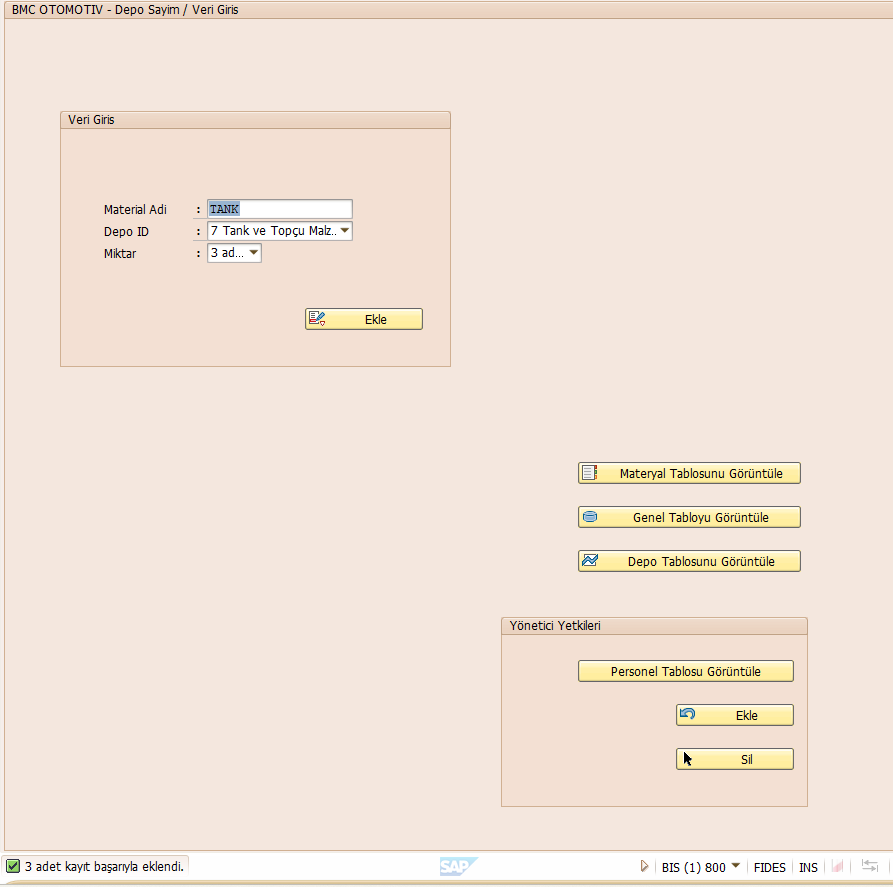 BMC OTOMOTIV - Depo Sayim / Veri Giris
Veri Giris
Material Adi : TANK
Depo ID : 7 Tank ve Topçu Malz..
Miktar : 3 ad...
Ekle
Materyal Tablosunu Görüntüle
Genel Tabloyu Görüntüle
Depo Tablosunu Görüntüle
Yönetici Yetkileri
Personel Tablosu Görüntüle
Ekle
Sil
3 adet kayıt başarıyla eklendi.
SAP
BIS (1) 800
FIDES
INS